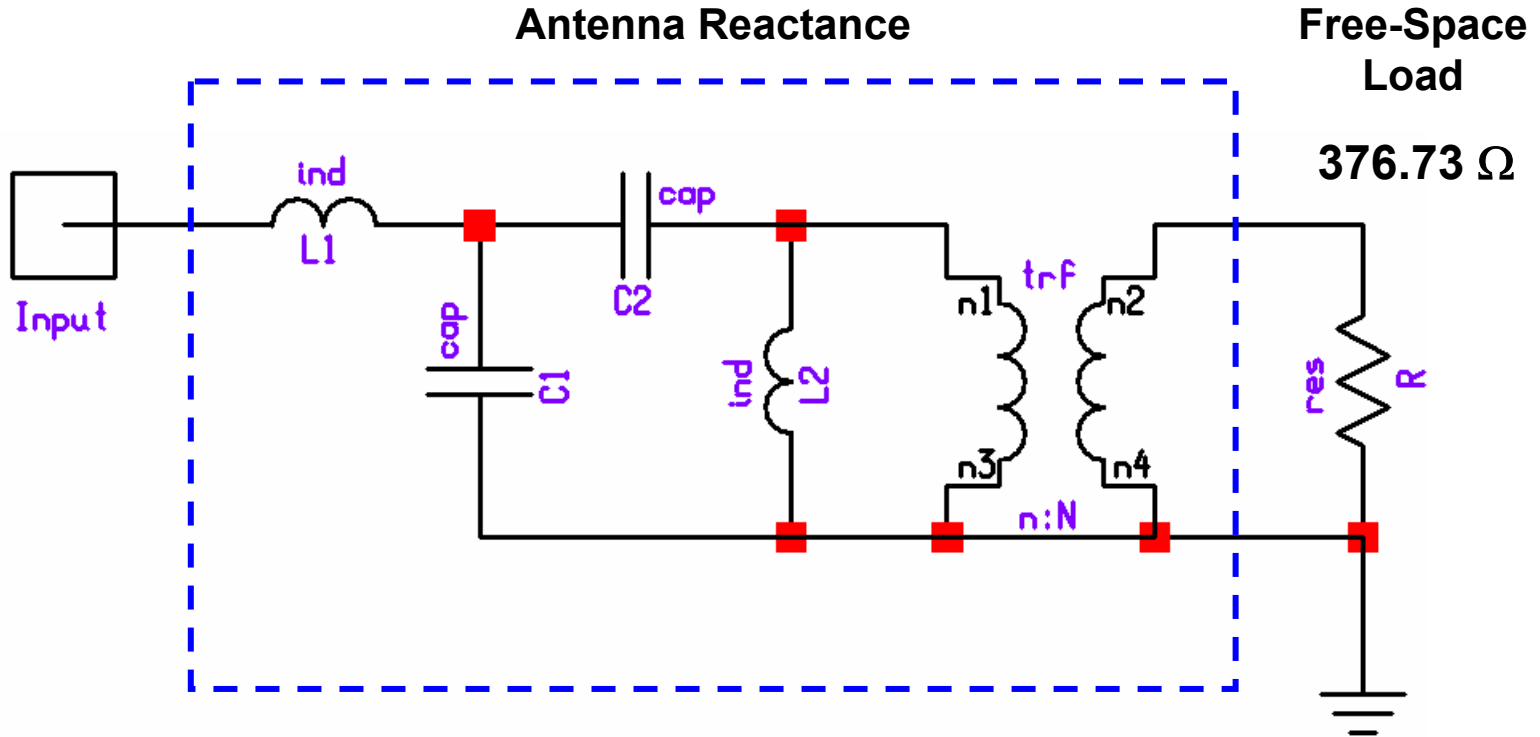 Antenna Reactance
Free-Space
Load
376.73 Ω
ind
L1
Input
cap
C1
cap
C2
ind
L2
trf
n1
n2
n3
n4
n:N
res
R